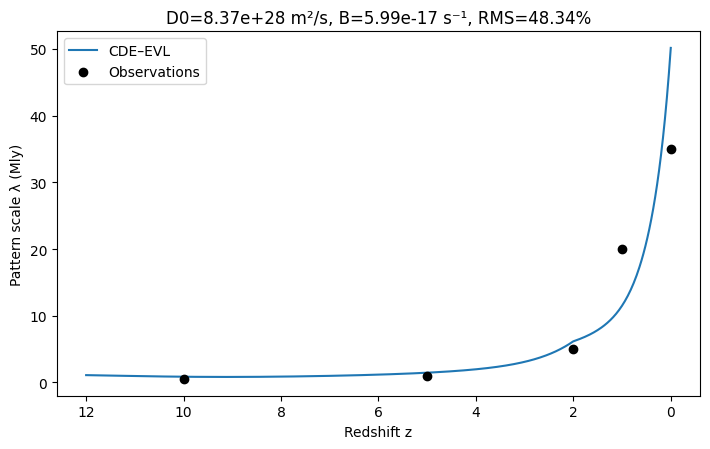 D0=8.37e+28 m²/s, B=5.99e-17 s⁻¹, RMS=48.34%
CDE–EVL
Observations
Pattern scale λ (Mly)
50
40
30
20
10
0
12
10
8
6
4
2
0
Redshift z